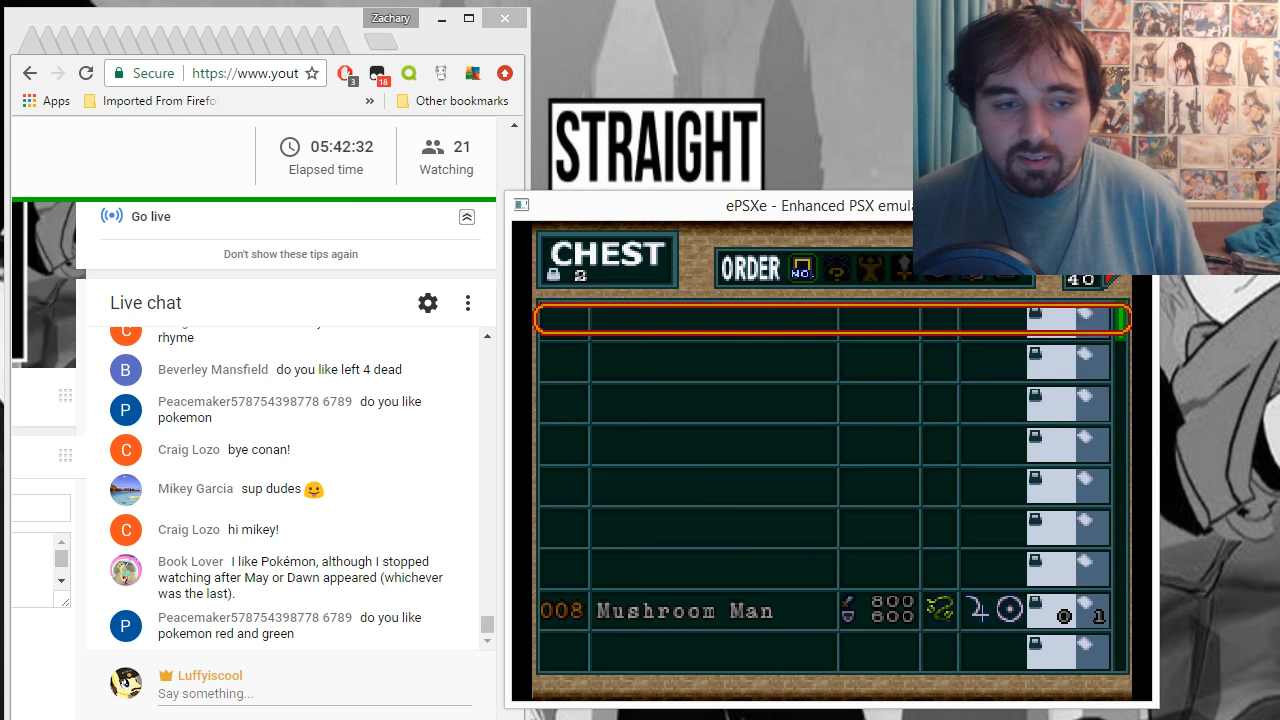 Zachary
Secure https://www.yout
3
18
Apps
Imported From Firefo
»
Other bookmarks
05:42:32
Elapsed time
21
Watching
Go live
Don't show these tips again
Live chat
rhyme
Beverley Mansfield do you like left 4 dead
Peacemaker578754398778 6789 do you like
pokemon
Craig Lozo bye conan!
Mikey Garcia sup dudes
Craig Lozo hi mikey!
Book Lover I like Pokémon, although I stopped
watching after May or Dawn appeared (whichever
was the last).
Peacemaker578754398778 6789 do you like
pokemon red and green
Luffyiscool
Say something...
STRAIGHT
ePSXe - Enhanced PSX emula
CHEST
2
ORDER
NO.
40
008 Mushroom Man 800 0 1
600